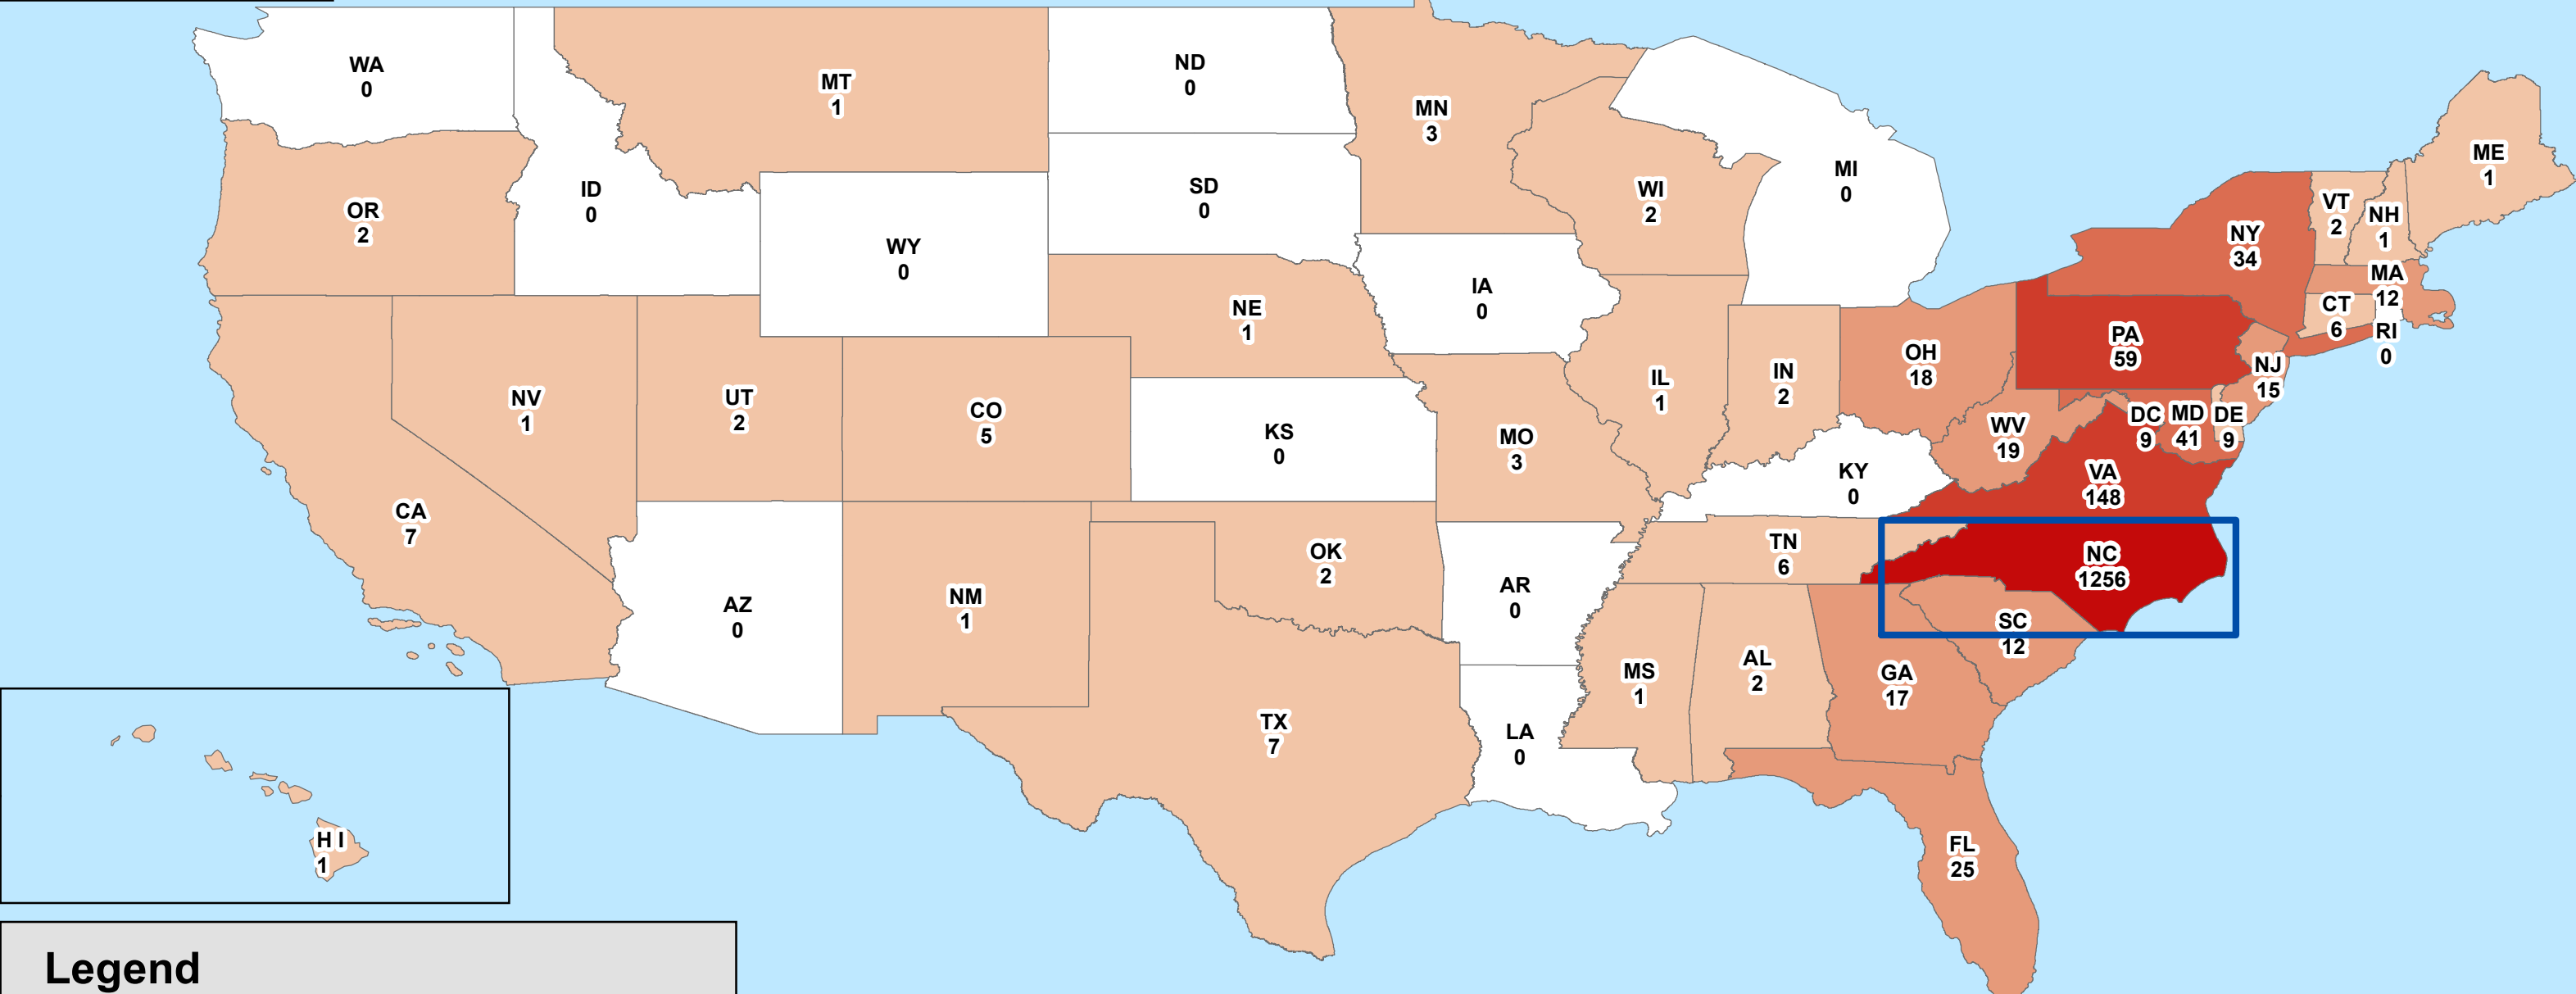 WA
0
MT
1
ND
0
MN
3
OR
2
ID
0
WY
0
SD
0
WI
2
MI
0
ME
1
VT
2
NH
1
NY
34
MA
12
CT
6
RI
0
NV
1
UT
2
CO
5
NE
1
IA
0
IL
1
IN
2
OH
18
PA
59
NJ
15
CA
7
KS
0
MO
3
KY
0
WV
19
DC
9
MD
41
DE
9
VA
148
AZ
0
NM
1
OK
2
AR
0
TN
6
NC
1256
SC
12
TX
7
LA
0
MS
1
AL
2
GA
17
FL
25
H I
1
Legend